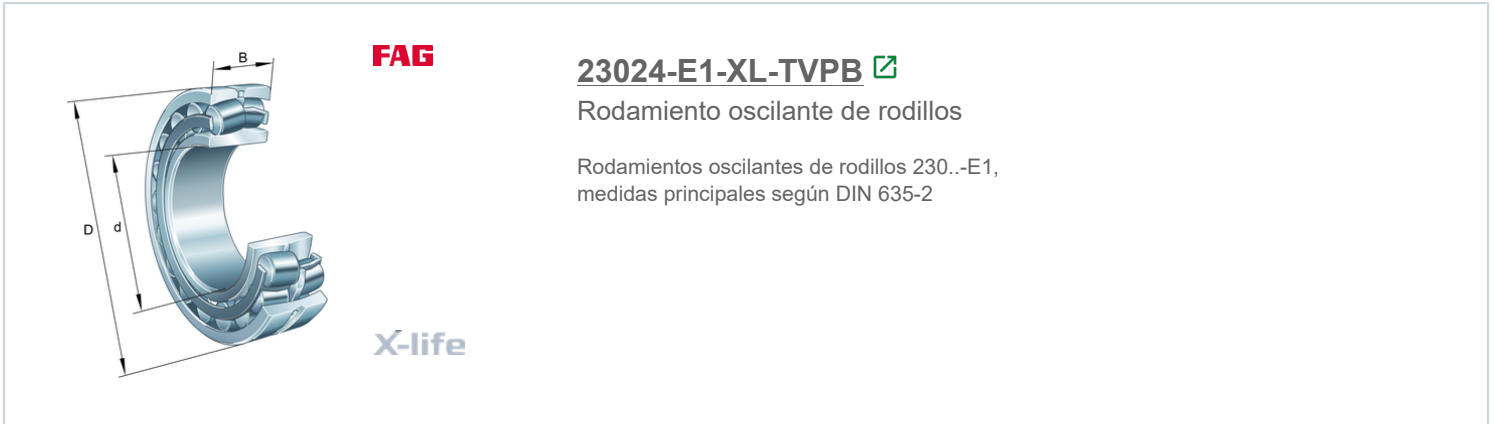 FAG
B
D
d
X-life
23024-E1-XL-TVPB
Rodamiento oscilante de rodillos
Rodamientos oscilantes de rodillos 230..-E1,
medidas principales según DIN 635-2